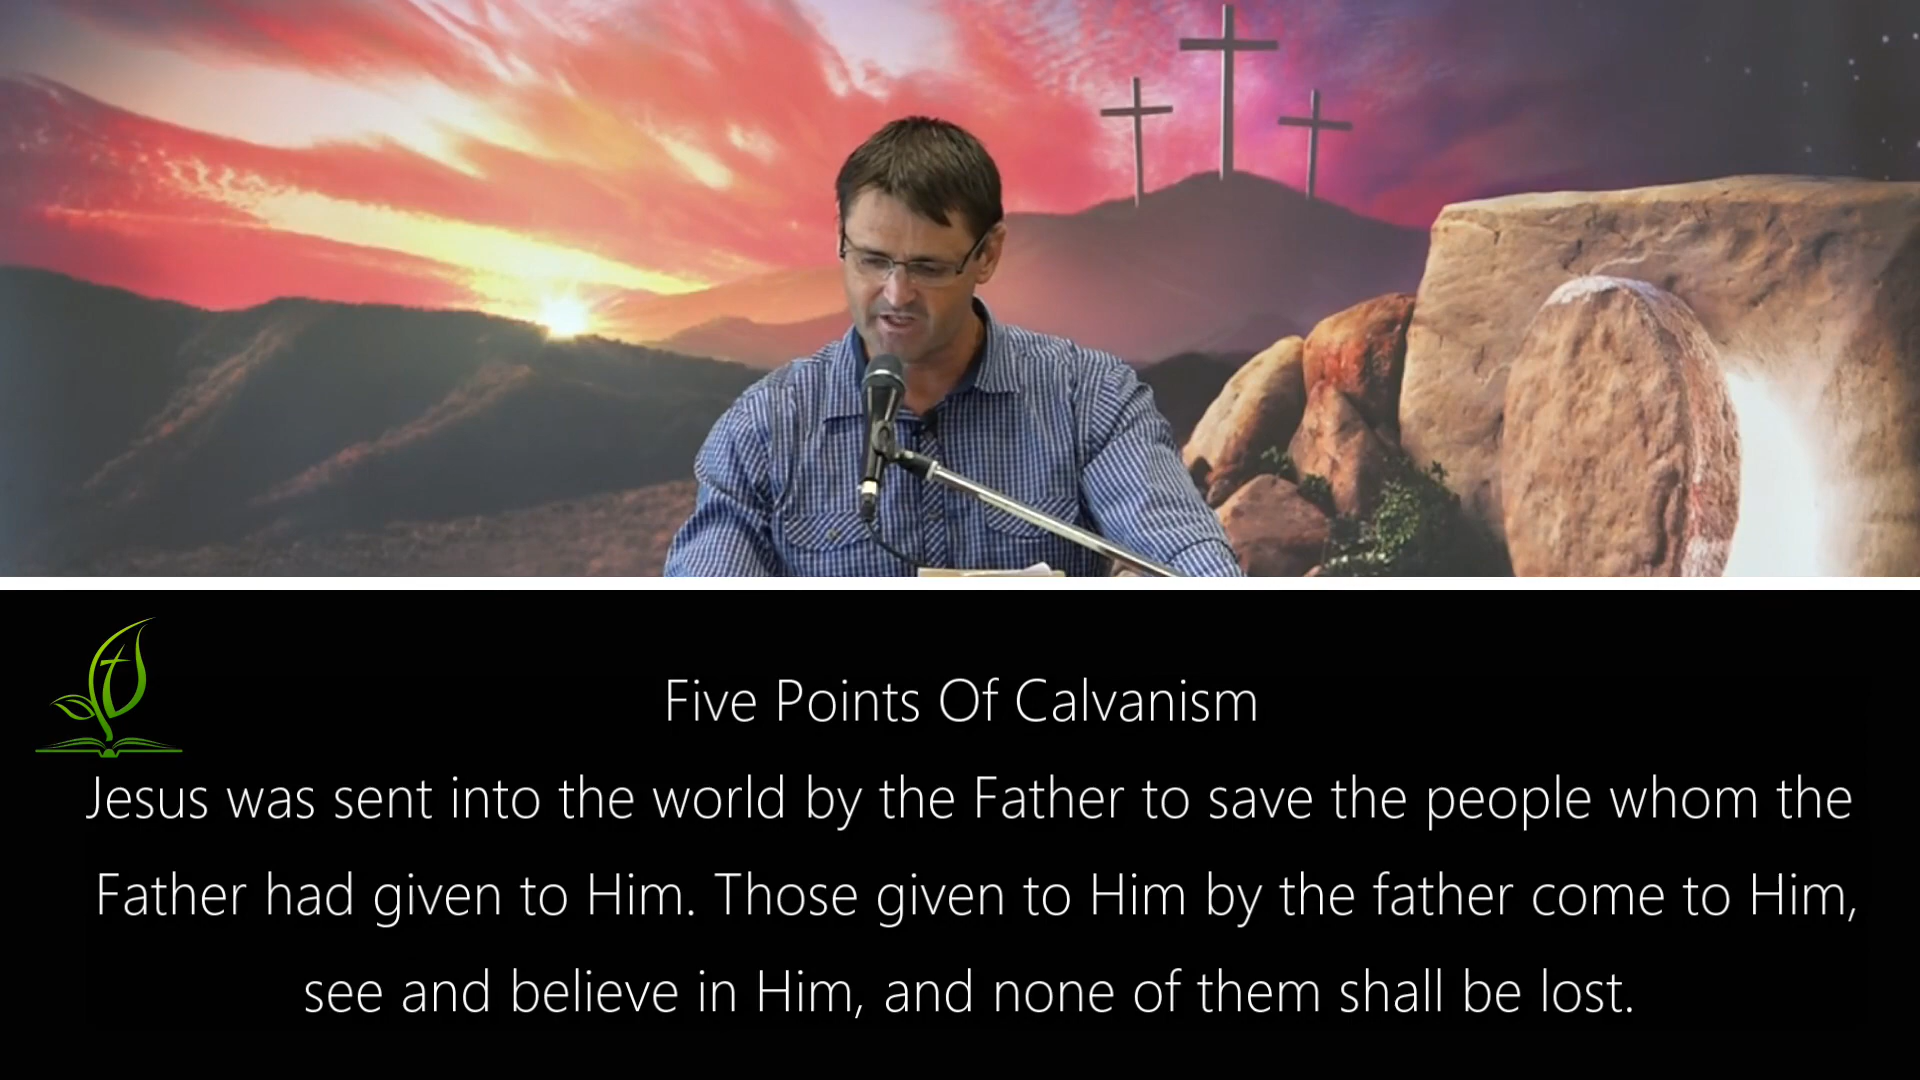 Five Points Of Calvanism
Jesus was sent into the world by the Father to save the people whom the
Father had given to Him. Those given to Him by the father come to Him,
see and believe in Him, and none of them shall be lost.